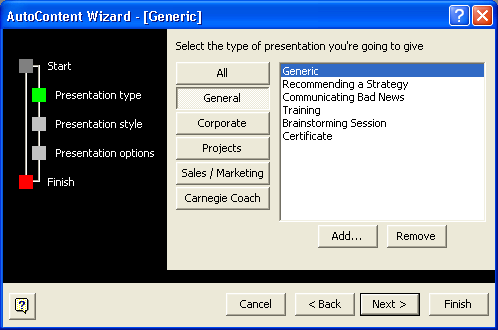 AutoContent Wizard - [Generic]
Select the type of presentation you're going to give
Start
Presentation type
Presentation style
Presentation options
Finish
All
General
Corporate
Projects
Sales / Marketing
Carnegie Coach
Generic
Recommending a Strategy
Communicating Bad News
Training
Brainstorming Session
Certificate
Add...
Remove
Cancel
< Back
Next >
Finish